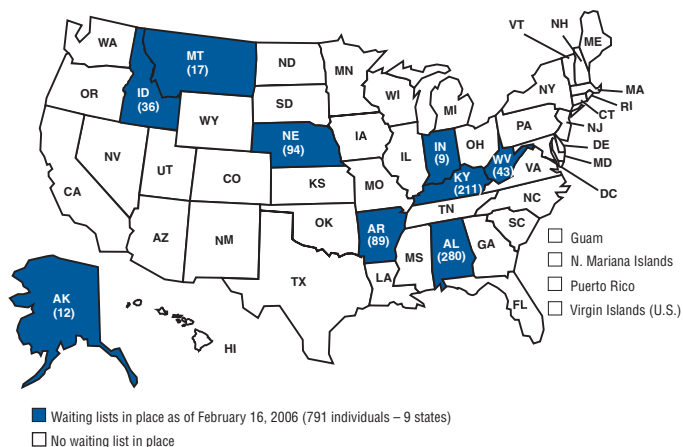 WA
MT
(17)
ND
MN
VT
NH
ME
OR
ID
(36)
SD
WI
MI
NY
MA
RI
CT
WY
NE
(94)
IA
PA
NJ
NV
UT
CO
IL
IN
(9)
OH
WV
(43)
DE
MD
CA
KS
MO
KY
(211)
VA
DC
AZ
NM
OK
AR
(89)
TN
NC
SC
TX
LA
MS
AL
(280)
GA
FL
AK
(12)
HI
Guam
N. Mariana Islands
Puerto Rico
Virgin Islands (U.S.)
Waiting lists in place as of February 16, 2006 (791 individuals – 9 states)
No waiting list in place